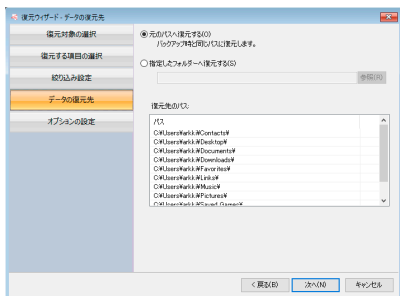 復元ウィザード - データの復元先
復元対象の選択
復元する項目の選択
絞り込み設定
データの復元先
オプションの設定
元のパスへ復元する(O)
バックアップ時と同じパスに復元します。
指定したフォルダーへ復元する(S)
参照(R)
復元先のパス
パス
C:¥Users¥arkk¥Contacts¥
C:¥Users¥arkk¥Desktop¥
C:¥Users¥arkk¥Documents¥
C:¥Users¥arkk¥Downloads¥
C:¥Users¥arkk¥Favorites¥
C:¥Users¥arkk¥Links¥
C:¥Users¥arkk¥Music¥
C:¥Users¥arkk¥Pictures¥
C:¥Users¥arkk¥Saved Games¥
< 戻る(B)
次へ(N)
キャンセル